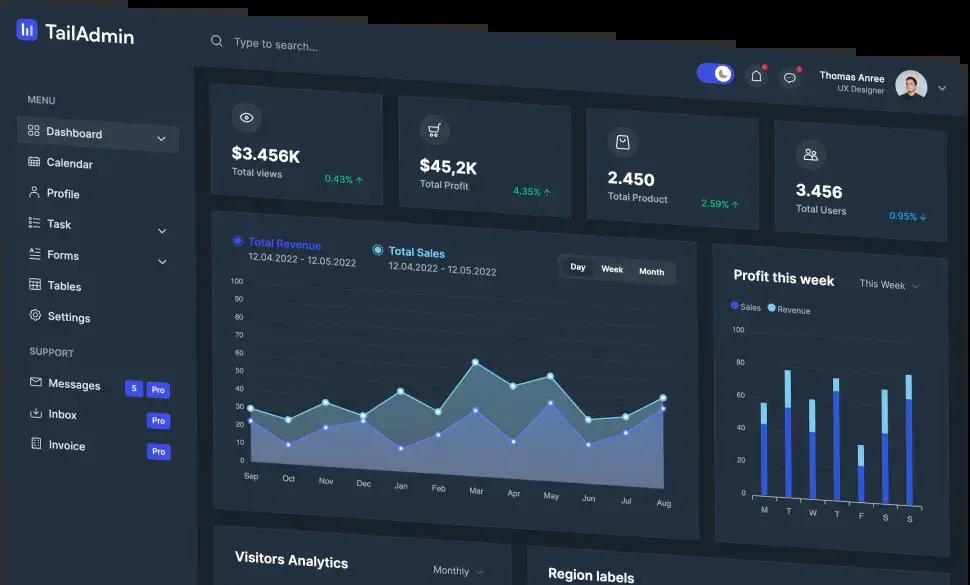 TailAdmin
Type to search...
Thomas Anree
UX Designer
MENU
Dashboard
Calendar
Profile
Task
Forms
Tables
Settings
SUPPORT
Messages 5 Pro
Inbox Pro
Invoice Pro
$3.456K
Total views 0.43% ↑
$45,2K
Total Profit 4.35% ↑
2.450
Total Product 2.59% ↑
3.456
Total Users 0.95% ↓
Total Revenue
12.04.2022 - 12.05.2022
Total Sales
12.04.2022 - 12.05.2022
Day Week Month
100
90
80
70
60
50
40
30
20
10
0
Sep Oct Nov Dec Jan Feb Mar Apr May Jun Jul Aug
Profit this week This Week
Sales Revenue
100
80
60
40
20
0
M T W T F S S
Visitors Analytics Monthly
Region labels